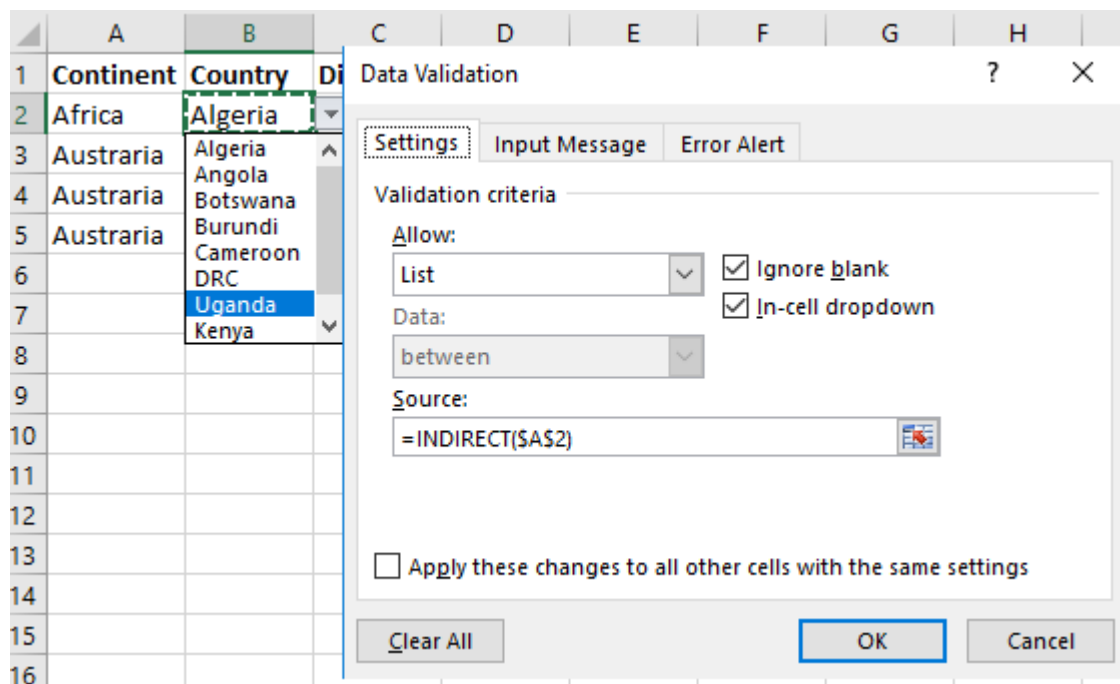 A B C D E F G H
1 Continent Country Di
2 Africa Algeria
3 Austraria
4 Austraria
5 Austraria
6
7
8
9
10
11
12
13
14
15
16
Algeria
Angola
Botswana
Burundi
Cameroon
DRC
Uganda
Kenya
Data Validation ? X
Settings Input Message Error Alert
Validation criteria
Allow:
List Ignore blank
Data: In-cell dropdown
between
Source:
=INDIRECT($A$2)
Apply these changes to all other cells with the same settings
Clear All OK Cancel